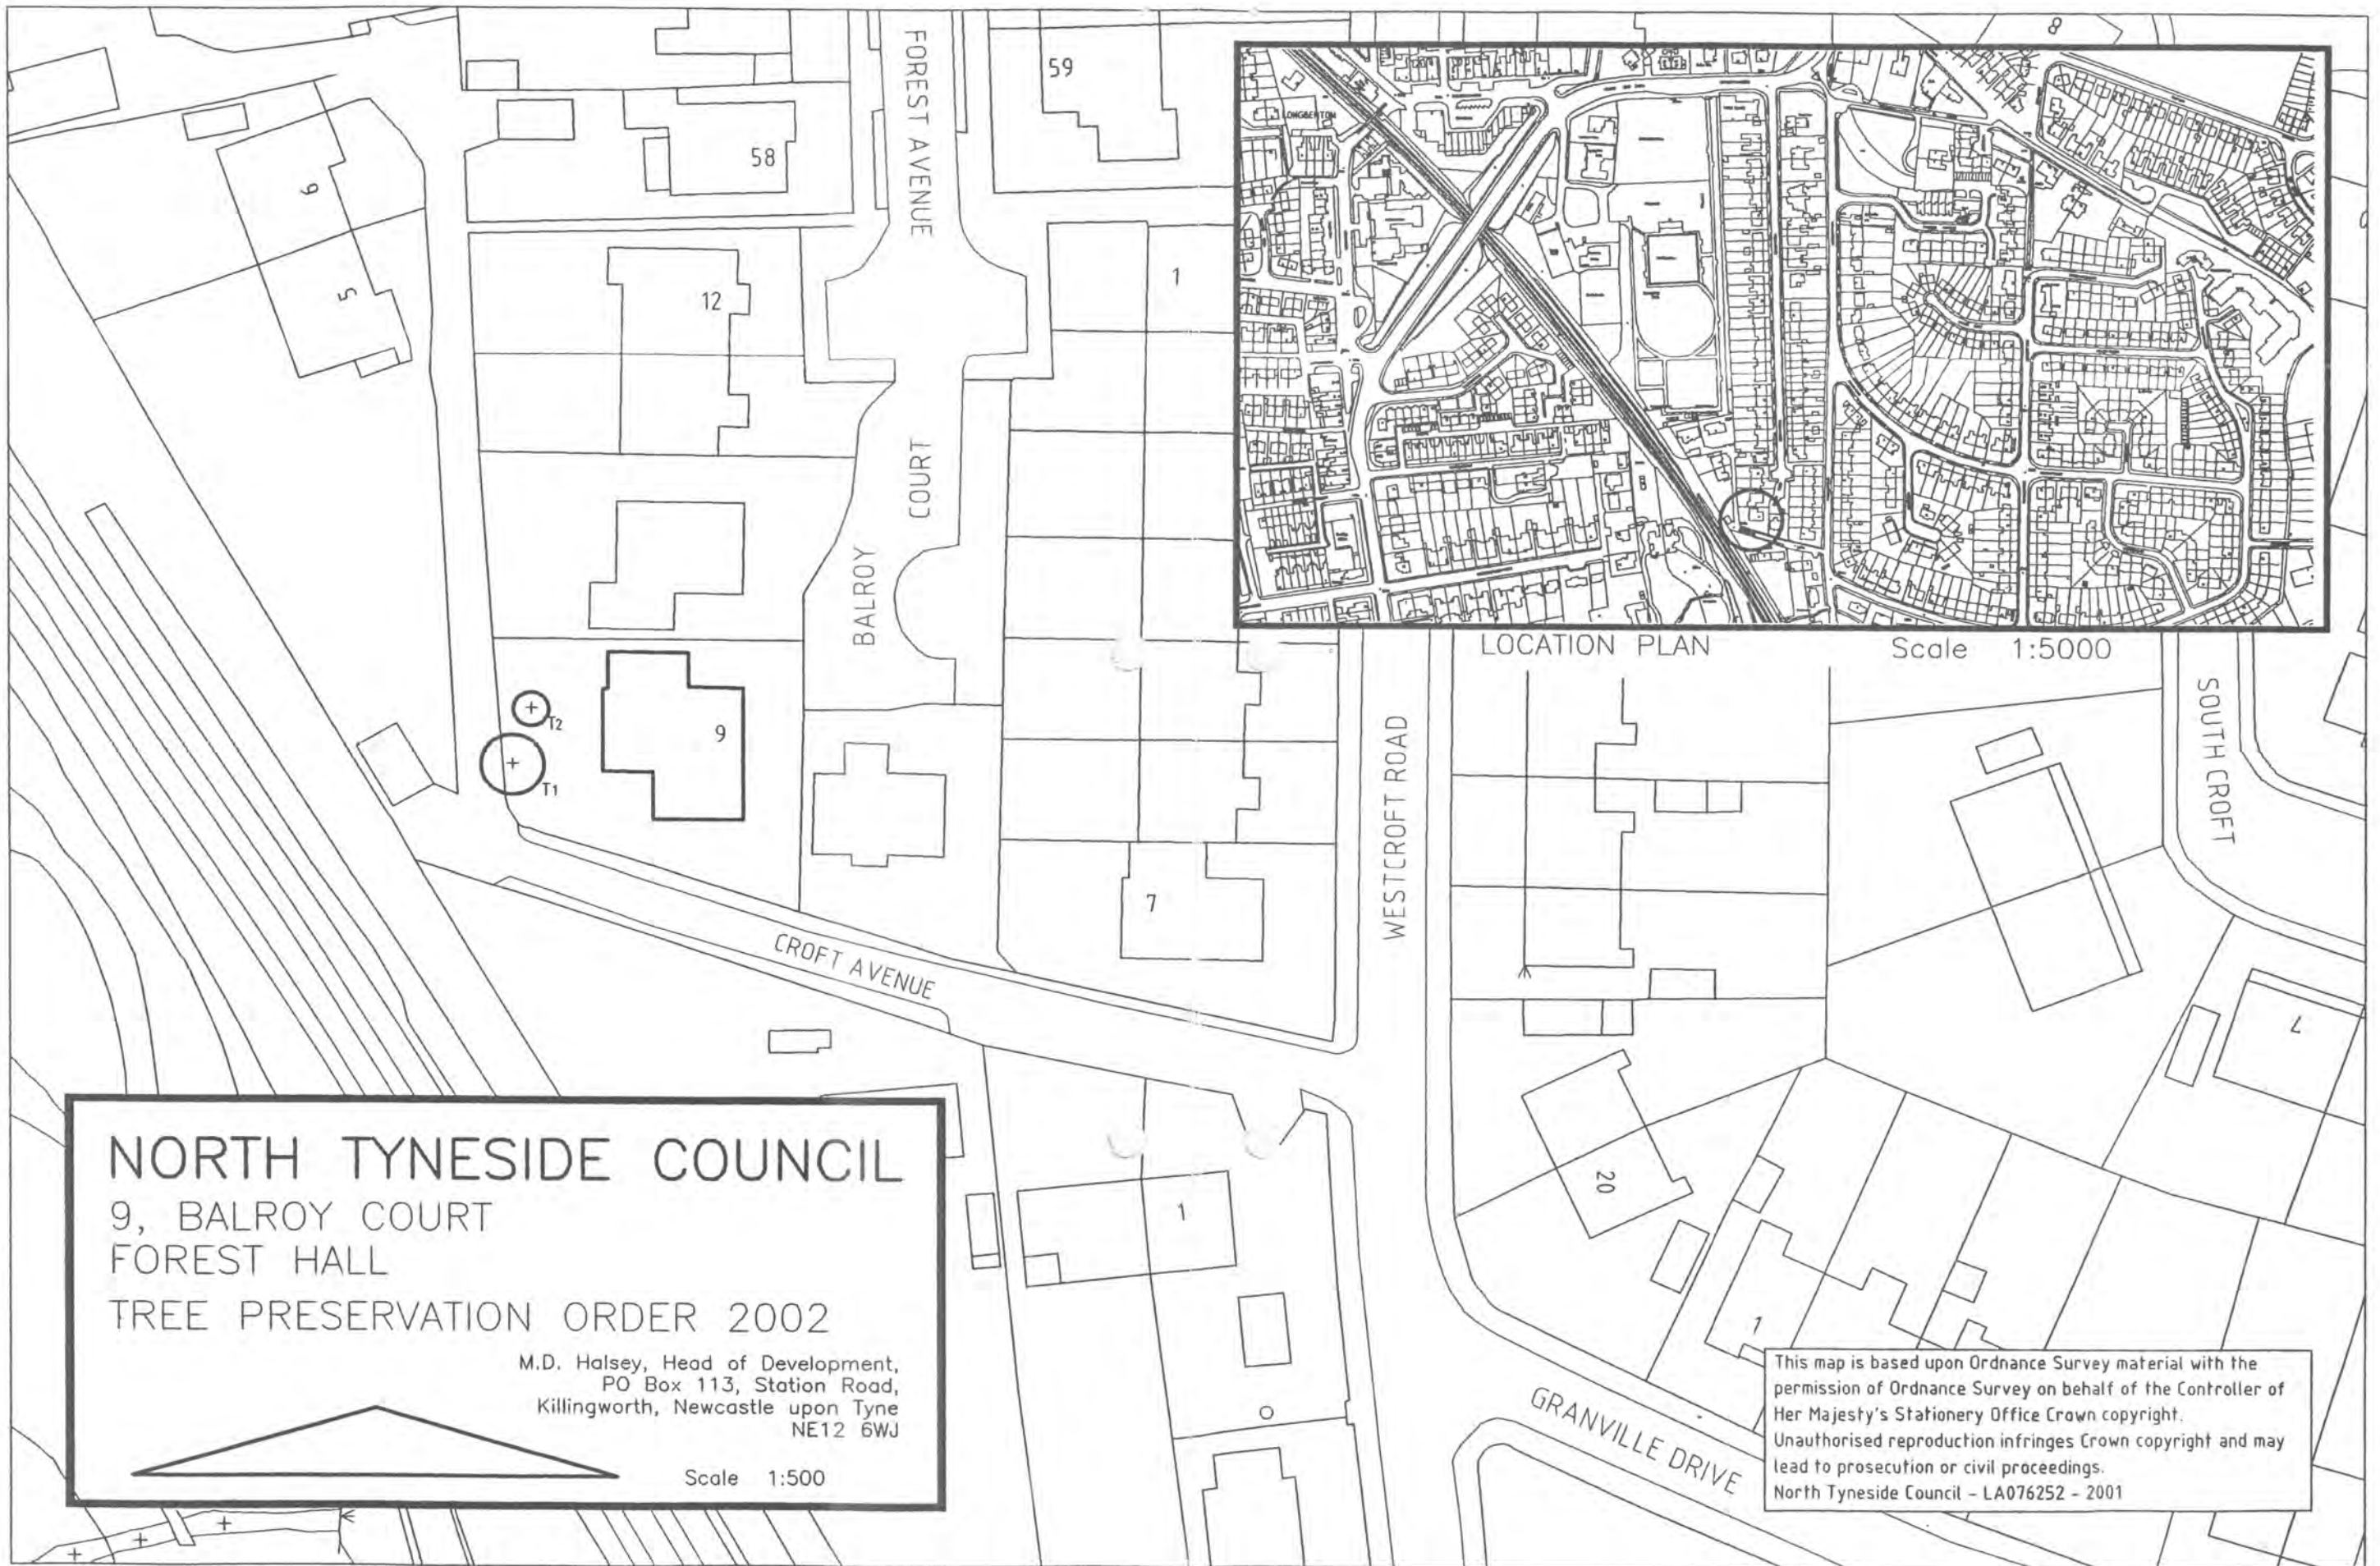 8
59
FOREST AVENUE
58
6
5
12
1
LONGBENTON
LOCATION PLAN
Scale 1:5000
BALROY
COURT
SOUTH CROFT
T2
T1
9
WESTCROFT ROAD
7
CROFT AVENUE
7
NORTH TYNESIDE COUNCIL
9, BALROY COURT
FOREST HALL
TREE PRESERVATION ORDER 2002
M.D. Halsey, Head of Development,
PO Box 113, Station Road,
Killingworth, Newcastle upon Tyne
NE12 6WJ
Scale 1:500
1
20
1
GRANVILLE DRIVE
This map is based upon Ordnance Survey material with the
permission of Ordnance Survey on behalf of the Controller of
Her Majesty's Stationery Office Crown copyright.
Unauthorised reproduction infringes Crown copyright and may
lead to prosecution or civil proceedings.
North Tyneside Council - LA076252 - 2001